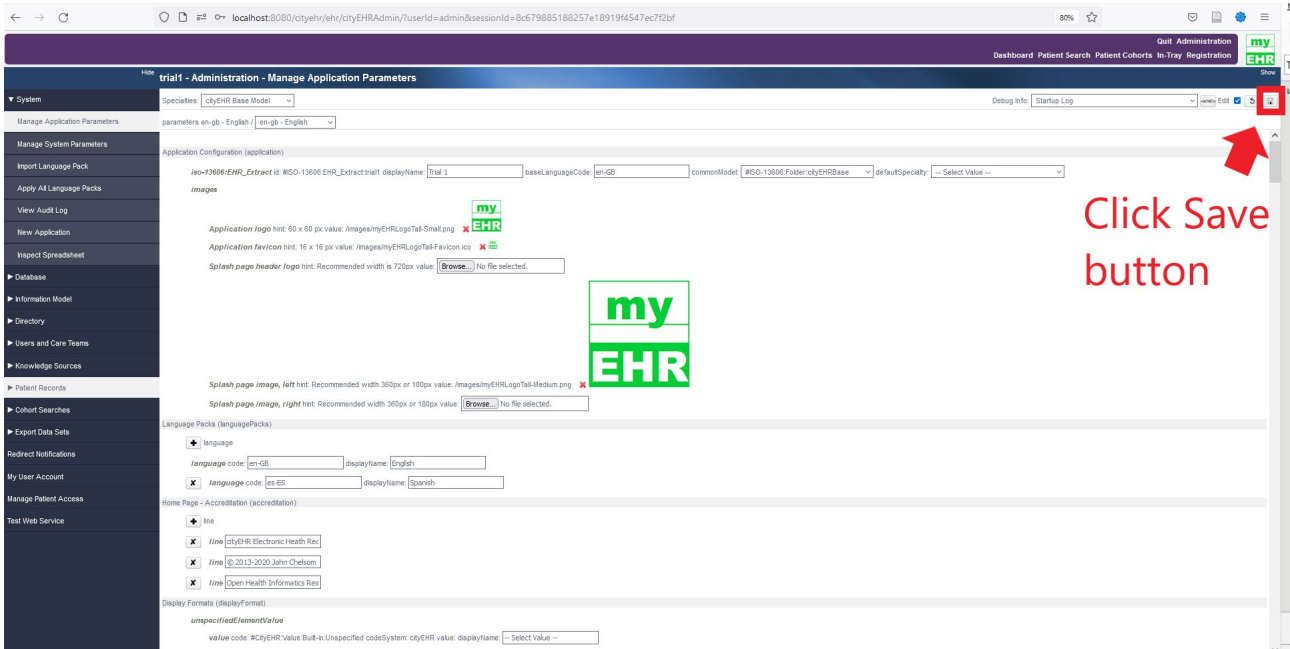 localhost:8080/cityehr/ehr/cityEHRAdmin/?userId=admin&sessionId=8c679885188257e18919f4547ec7f2bf
80%
Quit Administration
Dashboard Patient Search Patient Cohorts In-Tray Registration
my
EHR
Hide
trial1 - Administration - Manage Application Parameters
Show
▼ System
Manage Application Parameters
Manage System Parameters
Import Language Pack
Apply All Language Packs
View Audit Log
New Application
Inspect Spreadsheet
► Database
► Information Model
► Directory
► Users and Care Teams
► Knowledge Sources
► Patient Records
► Cohort Searches
► Export Data Sets
Redirect Notifications
My User Account
Manage Patient Access
Test Web Service
Specialties: cityEHR Base Model
Debug Info: Startup Log
<xml/> Edit
parameters en-gb - English / en-gb - English
Application Configuration (application)
iso-13606:EHR_Extract id: #ISO-13606:EHR_Extract:trial1 displayName: Trial 1 baseLanguageCode: en-GB commonModel: #ISO-13606:Folder:cityEHRBase defaultSpecialty: -- Select Value --
images
Application logo hint: 60 x 60 px value: /images/myEHRLogoTall-Small.png
my
EHR
Application favicon hint: 16 x 16 px value: /images/myEHRLogoTall-Favicon.ico
Splash page header logo hint: Recommended width is 720px value: Browse... No file selected.
my
EHR
Splash page image, left hint: Recommended width 360px or 180px value: /images/myEHRLogoTall-Medium.png
Splash page image, right hint: Recommended width 360px or 180px value: Browse... No file selected.
Language Packs (languagePacks)
language
language code: en-GB displayName: English
language code: es-ES displayName: Spanish
Home Page - Accreditation (accreditation)
line
line cityEHR Electronic Heath Rec
line © 2013-2020 John Chelsom
line Open Health Informatics Res
Display Formats (displayFormat)
unspecifiedElementValue
value code: #CityEHR:Value:Built-in:Unspecified codeSystem: cityEHR value: displayName: -- Select Value --
Click Save
button